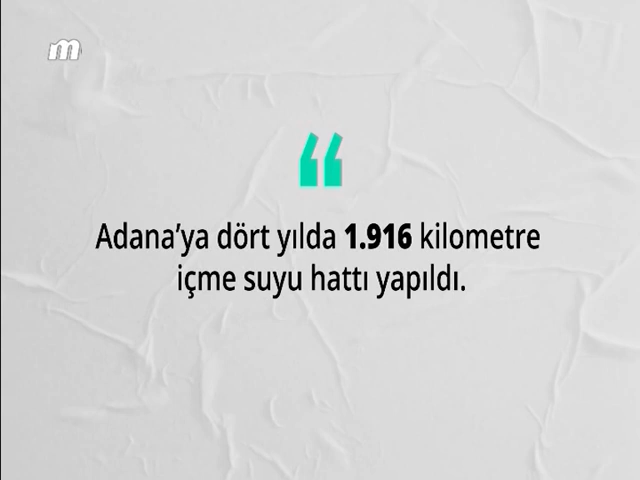 m
“
Adana’ya dört yılda 1.916 kilometre
içme suyu hattı yapıldı.